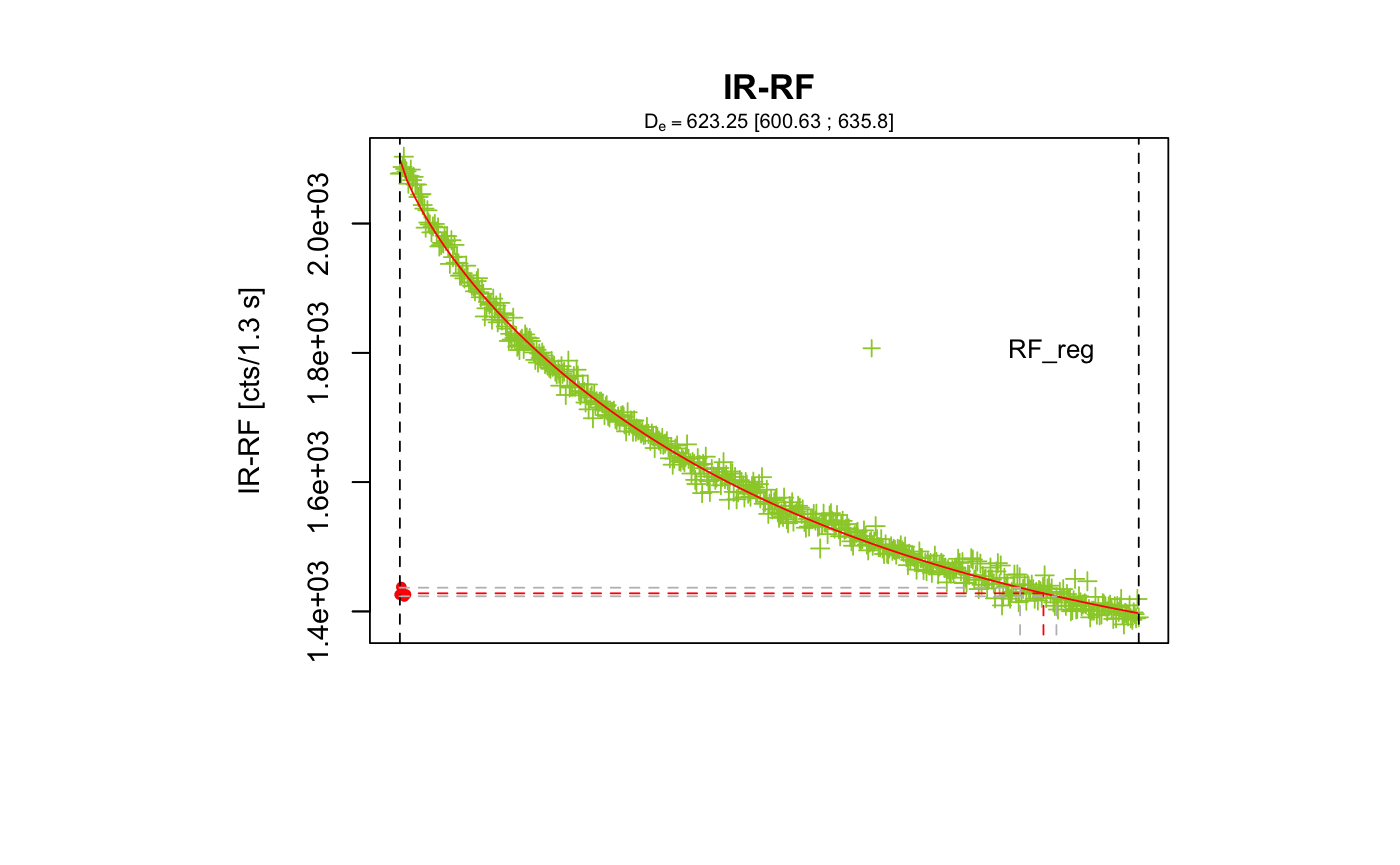 IR-RF
Dₑ = 623.25 [600.63 ; 635.8]
IR-RF [cts/1.3 s]
2.0e+03
1.8e+03
1.6e+03
1.4e+03
RF_reg